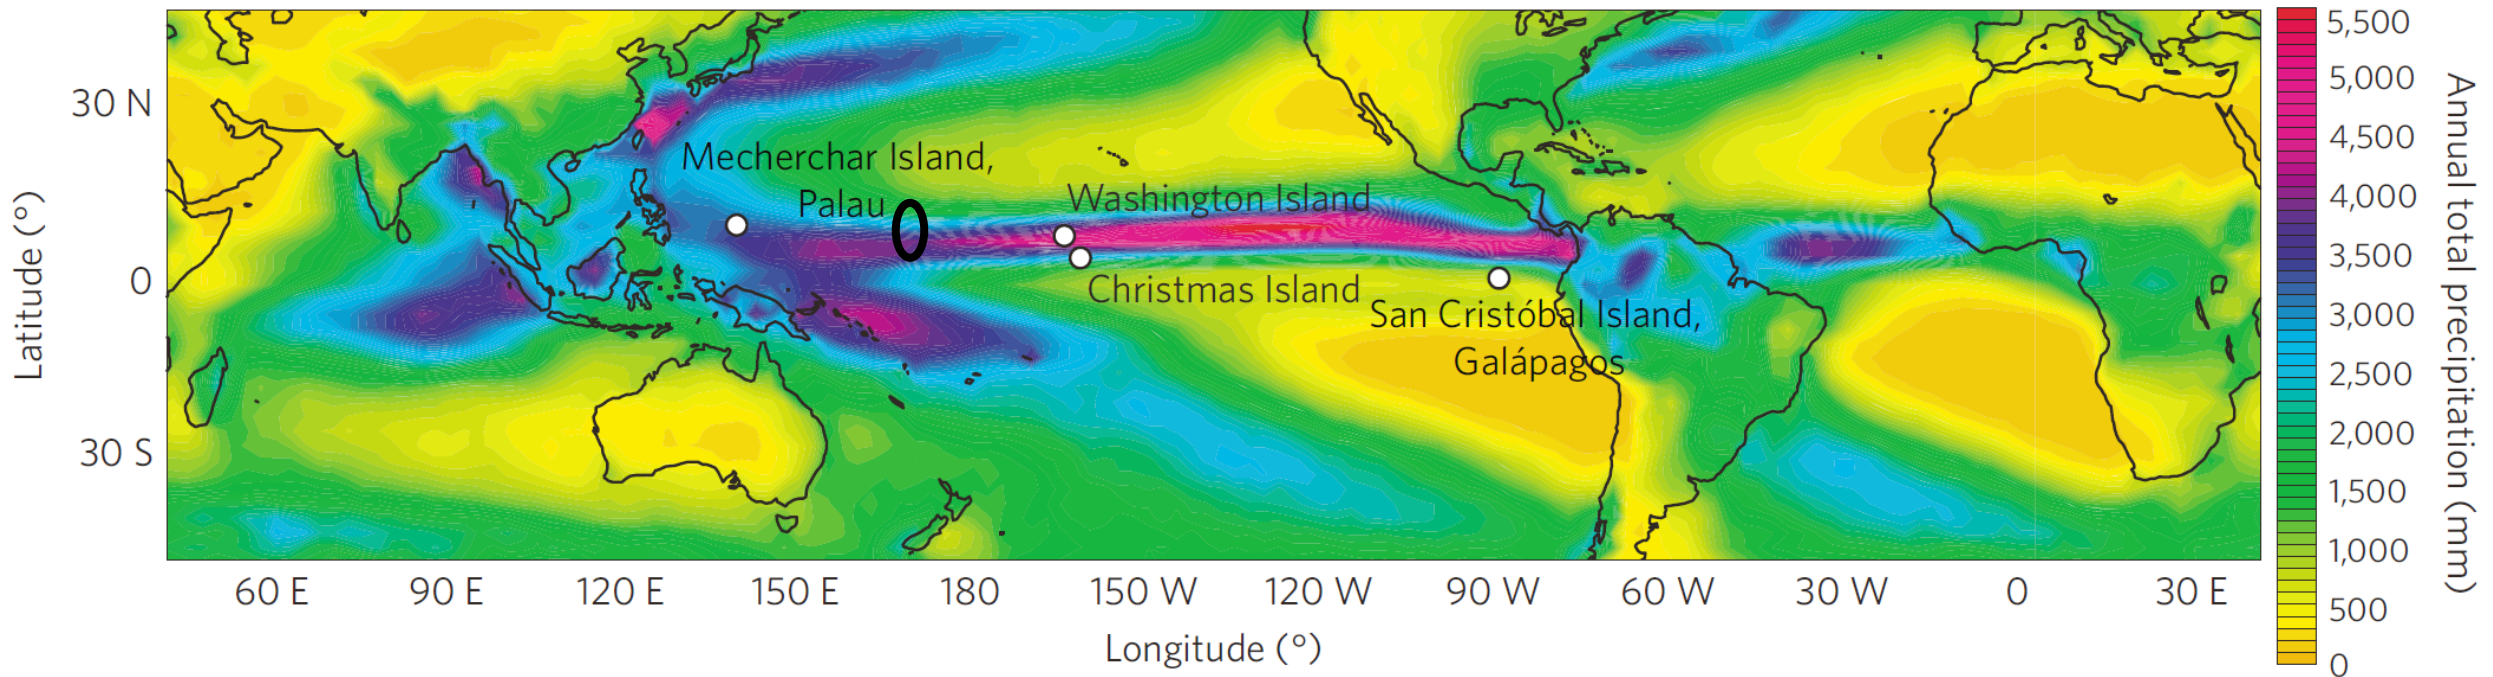 Mecherchar Island,
Palau
Washington Island
Christmas Island
San Cristóbal Island,
Galápagos
Latitude (°)
30 N
0
30 S
60 E 90 E 120 E 150 E 180 150 W 120 W 90 W 60 W 30 W 0 30 E
Longitude (°)
5,500
5,000
4,500
4,000
3,500
3,000
2,500
2,000
1,500
1,000
500
0
Annual total precipitation (mm)